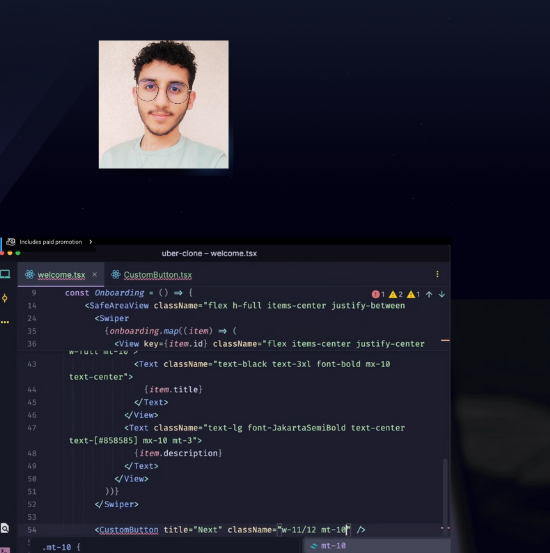 Includes paid promotion >
uber-clone – welcome.tsx
welcome.tsx × CustomButton.tsx
1 2 1
9 const Onboarding = () ⇒ {
14 <SafeAreaView className="flex h-full items-center justify-between
24 <Swiper
35 {onboarding.map((item) ⇒ (
36 <View key={item.id} className="flex items-center justify-center
w-full mt-10">
43 <Text className="text-black text-3xl font-bold mx-10
text-center">
44 {item.title}
45 </Text>
46 </View>
47 <Text className="text-lg font-JakartaSemiBold text-center
text-[#858585] mx-10 mt-3">
48 {item.description}
49 </Text>
50 </View>
51 ))}
52 </Swiper>
53
54 <CustomButton title="Next" className="w-11/12 mt-10" />
.mt-10 {
mt-10